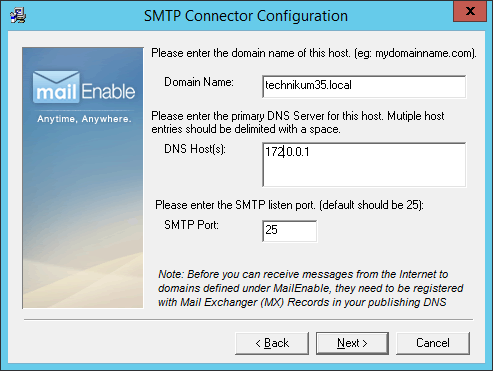 SMTP Connector Configuration
x
Please enter the domain name of this host. (eg: mydomainname.com).
Domain Name:
technikum35.local
Please enter the primary DNS Server for this host. Mutiple host
entries should be delimited with a space.
DNS Host(s):
172.0.0.1
Please enter the SMTP listen port. (default should be 25):
SMTP Port:
25
Note: Before you can receive messages from the Internet to
domains defined under MailEnable, they need to be registered
with Mail Exchanger (MX) Records in your publishing DNS
mailEnable
Anytime, Anywhere.
< Back
Next >
Cancel